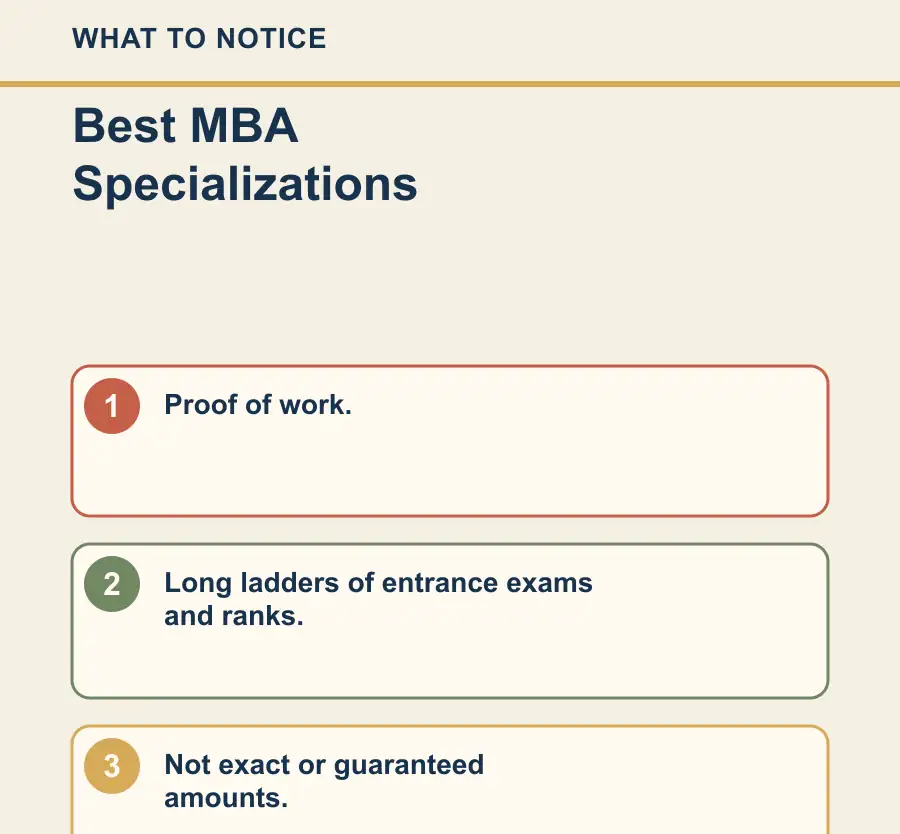 WHAT TO NOTICE
Best MBA
Specializations
1
Proof of work.
2
Long ladders of entrance exams
and ranks.
3
Not exact or guaranteed
amounts.